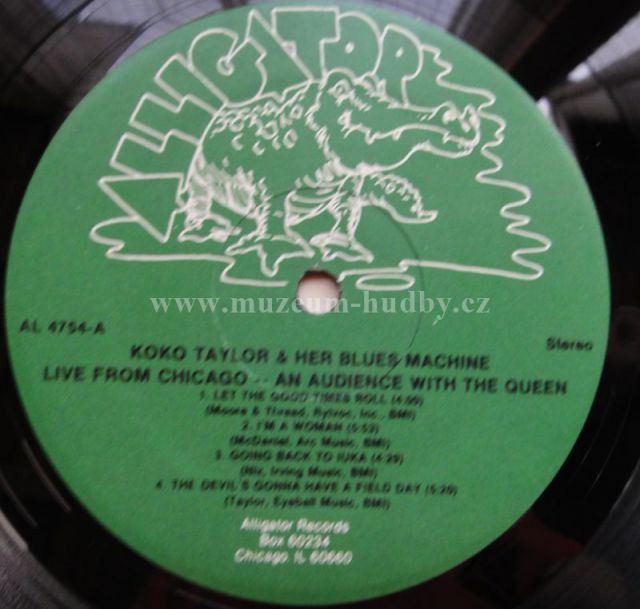 ALLIGATOR
www.muzeum-hudby.cz
AL 4754-A
Stereo
KOKO TAYLOR & HER BLUES MACHINE
LIVE FROM CHICAGO -- AN AUDIENCE WITH THE QUEEN
1. LET THE GOOD TIMES ROLL (4:00)
(Moore & Thread, Rytvoc, Inc., BMI)
2. I'M A WOMAN (5:53)
(McDaniel, Arc Music, BMI)
3. GOING BACK TO IUKA (4:29)
(Nix, Irving Music, BMI)
4. THE DEVIL'S GONNA HAVE A FIELD DAY (5:20)
(Taylor, Eyeball Music, BMI)
Alligator Records
Box 60234
Chicago IL 60660